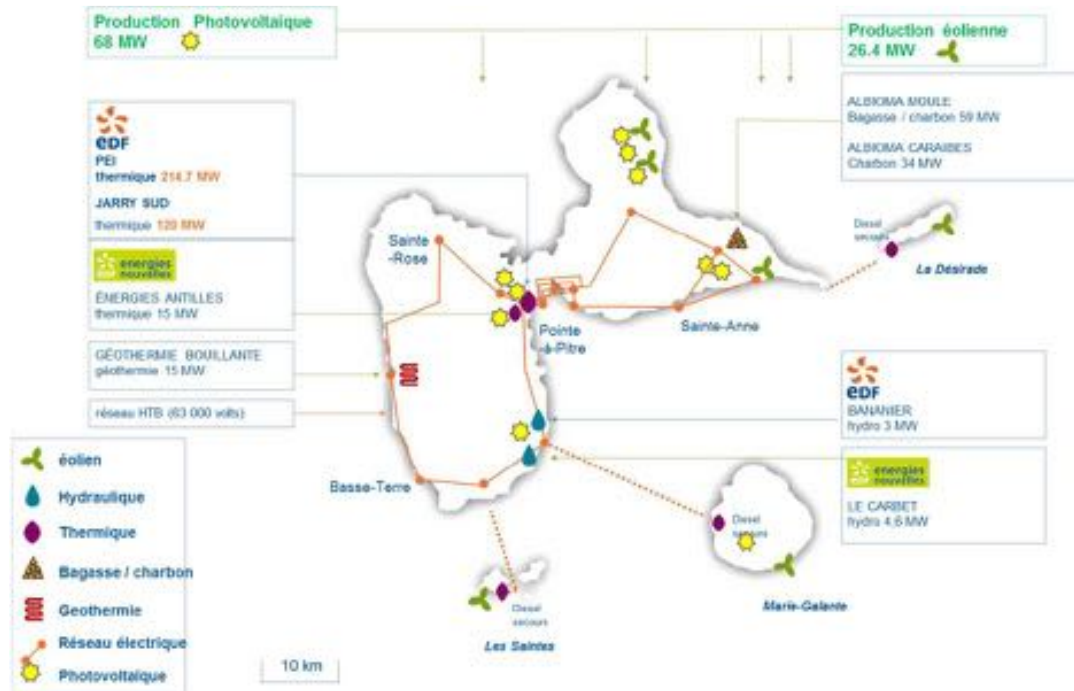 Production Photovoltaïque
68 MW
Production éolienne
26.4 MW
eDF
PEI
thermique 214.7 MW
JARRY SUD
thermique 120 MW
energies
nouvelles
ÉNERGIES ANTILLES
thermique 15 MW
GÉOTHERMIE BOUILLANTE
géothermie 15 MW
réseau HTB (63 000 volts)
ALBIOMA MOULE
Bagasse / charbon 59 MW
ALBIOMA CARAIBES
Charbon 34 MW
Sainte
-Rose
Pointe
-à-Pitre
Sainte-Anne
Diesel
secours
La Désirade
Basse-Terre
eDF
BANANIER
hydro 3 MW
energies
nouvelles
LE CARBET
hydro 4,6 MW
Diesel
secours
Marie-Galante
Diesel
secours
Les Saintes
éolien
Hydraulique
Thermique
Bagasse / charbon
Geothermie
Réseau électrique
Photovoltaïque
10 km